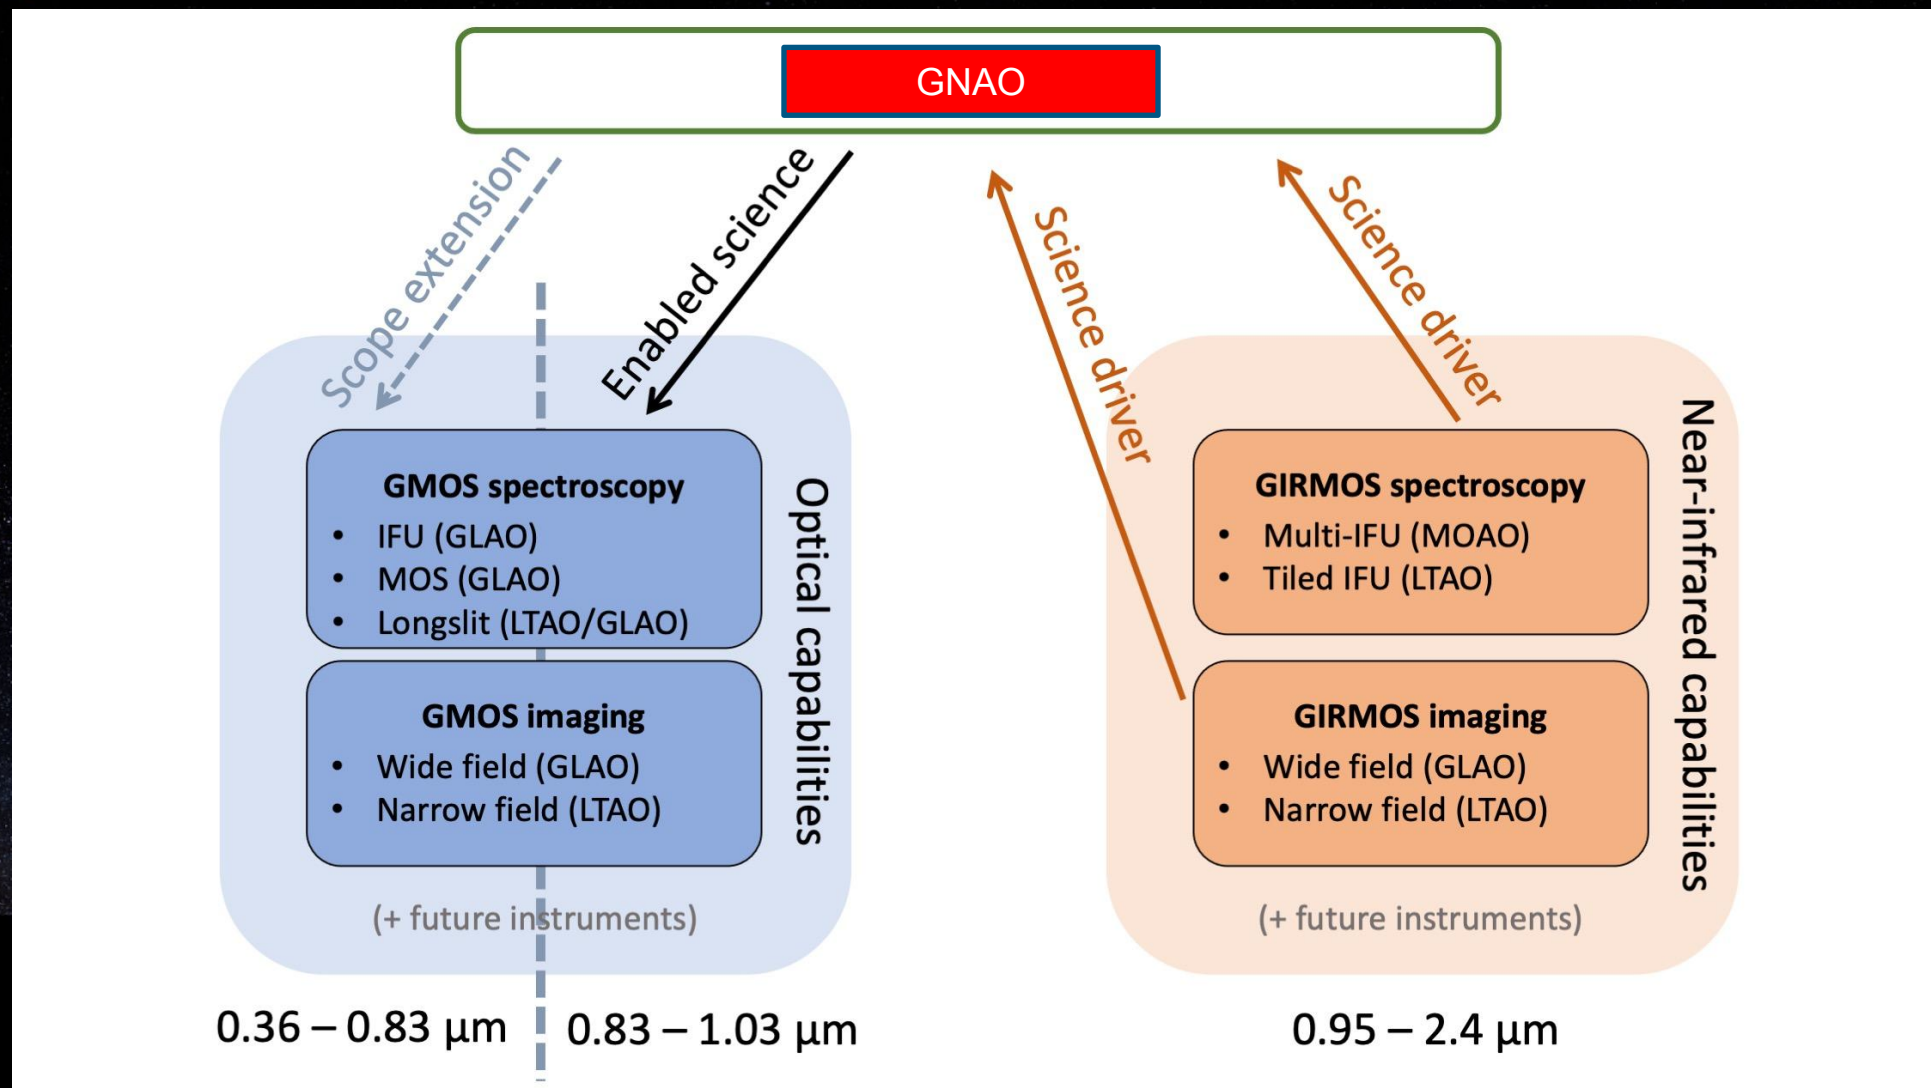 GNAO
Scope extension
Enabled science
Science driver
Science driver
GMOS spectroscopy
• IFU (GLAO)
• MOS (GLAO)
• Longslit (LTAO/GLAO)
GMOS imaging
• Wide field (GLAO)
• Narrow field (LTAO)
(+ future instruments)
Optical capabilities
0.36 – 0.83 μm
0.83 – 1.03 μm
GIRMOS spectroscopy
• Multi-IFU (MOAO)
• Tiled IFU (LTAO)
GIRMOS imaging
• Wide field (GLAO)
• Narrow field (LTAO)
(+ future instruments)
Near-infrared capabilities
0.95 – 2.4 μm